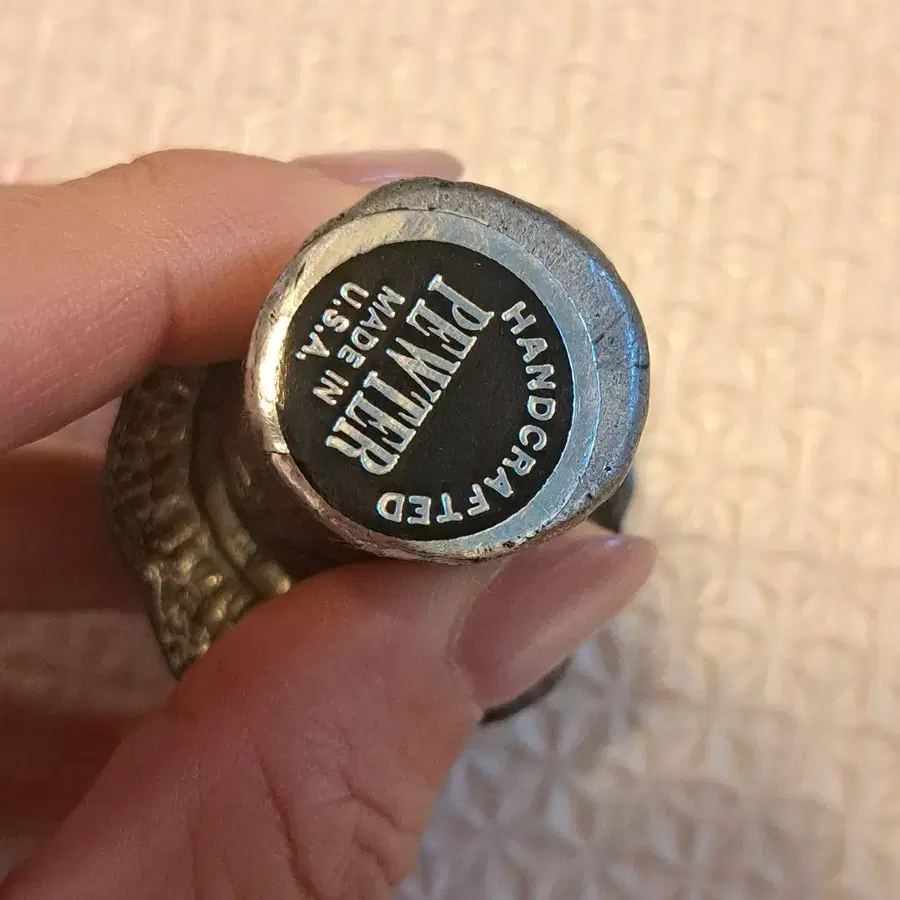 HANDCRAFTED
PEWTER
MADE IN
U.S.A.